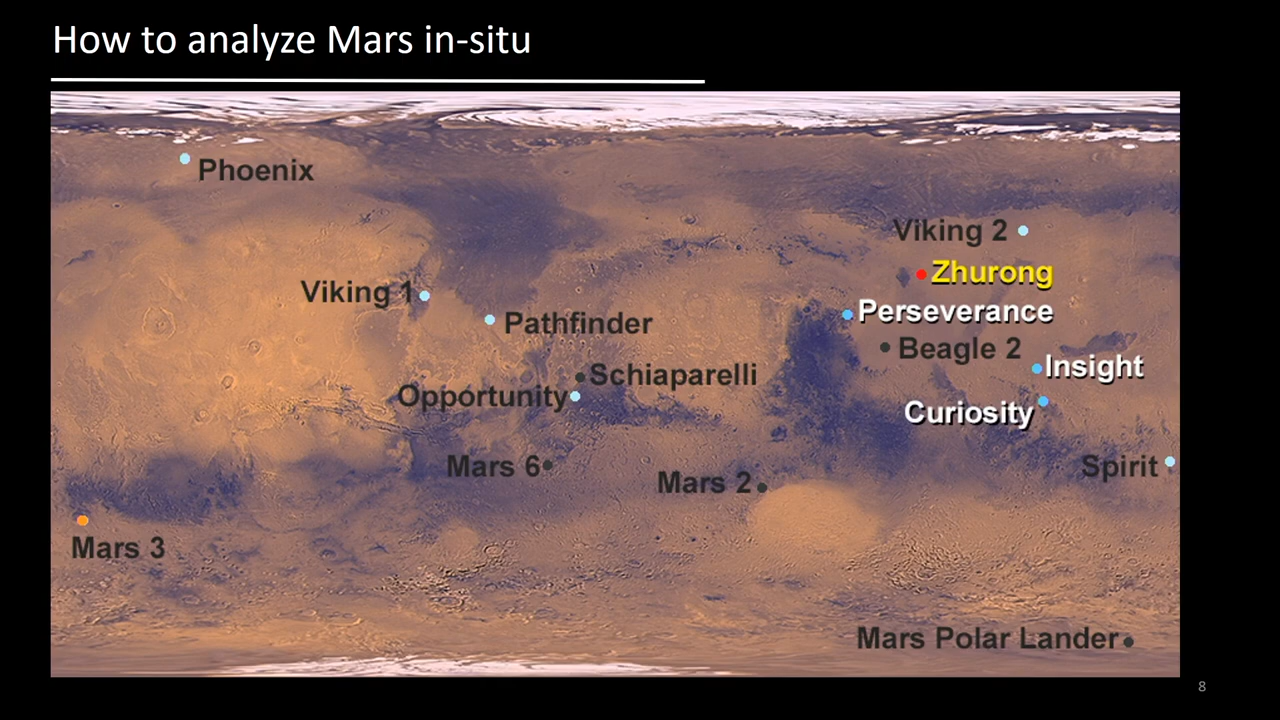 How to analyze Mars in-situ
Phoenix
Viking 2
Zhurong
Viking 1
Perseverance
Pathfinder
Beagle 2
Insight
Schiaparelli
Opportunity
Curiosity
Mars 6
Spirit
Mars 2
Mars 3
Mars Polar Lander
8